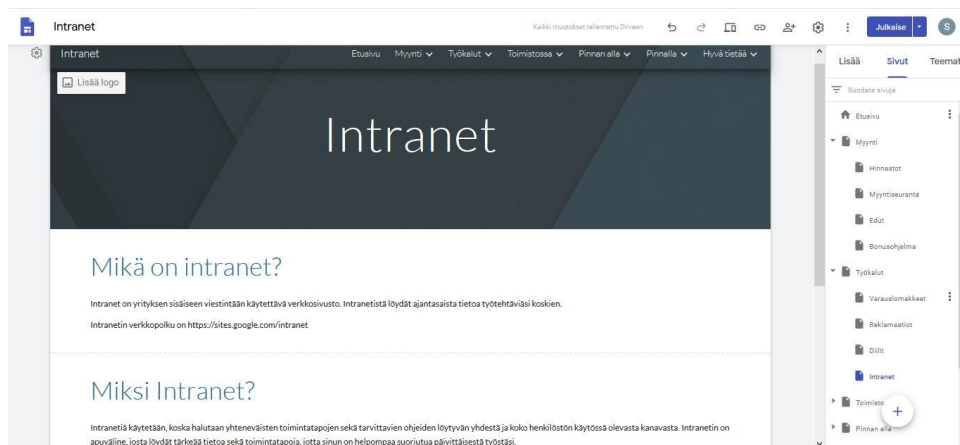 Intranet
Kaikki muutokset tallennettu Driveen
Julkaise
S
Intranet
Etusivu Myynti Työkalut Toimistossa Pinnan alla Pinnalla Hyvä tietää
Lisää logo
Intranet
Mikä on intranet?
Intranet on yrityksen sisäiseen viestintään käytettävä verkkosivusto. Intranetistä löydät ajantasaista tietoa työtehtäviäsi koskien.
Intranetin verkkopolku on https://sites.google.com/intranet
Miksi Intranet?
Intranetiä käytetään, koska halutaan yhteneväisten toimintatapojen sekä tarvittavien ohjeiden löytyvän yhdestä ja koko henkilöstön käytössä olevasta kanavasta. Intranetin on
apuväline, josta löydät tärkeää tietoa sekä toimintatapoja, jotta sinun on helpompaa suoriutua päivittäisestä työstäsi.
Lisää Sivut Teemat
Suodata sivuja
Etusivu
Myynti
Hinnastot
Myyntiseuranta
Edut
Bonusohjelma
Työkalut
Varauslomakkeet
Reklamaatiot
Diilit
Intranet
Toimisto
Pinnan alla